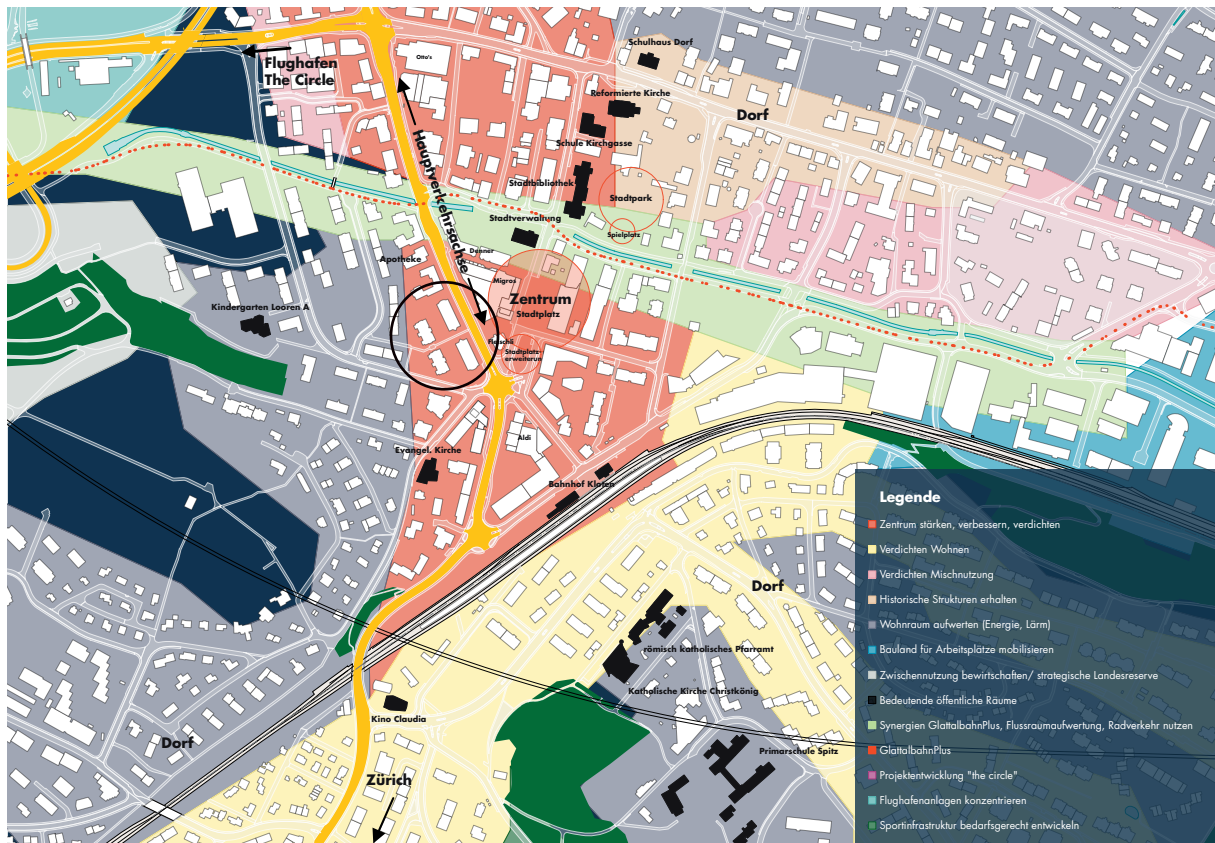 Flughafen
The Circle
Otto's
Schulhaus Dorf
Reformierte Kirche
Dorf
Schule Kirchgasse
Hauptverkehrsachse
Stadtbibliothek
Stadtpark
Stadtverwaltung
Spielplatz
Denner
Apotheke
Migros
Zentrum
Stadtplatz
Kindergarten Looren A
Fleischli
Stadtplatz-
erweiterun
Aldi
Evangel. Kirche
Bahnhof Kloten
Dorf
römisch katholisches Pfarramt
Katholische Kirche Christkönig
Kino Claudia
Dorf
Primarschule Spitz
Zürich
Legende
Zentrum stärken, verbessern, verdichten
Verdichten Wohnen
Verdichten Mischnutzung
Historische Strukturen erhalten
Wohnraum aufwerten (Energie, Lärm)
Bauland für Arbeitsplätze mobilisieren
Zwischennutzung bewirtschaften/ strategische Landesreserve
Bedeutende öffentliche Räume
Synergien GlattalbahnPlus, Flussraumaufwertung, Radverkehr nutzen
GlattalbahnPlus
Projektentwicklung "the circle"
Flughafenanlagen konzentrieren
Sportinfrastruktur bedarfsgerecht entwickeln